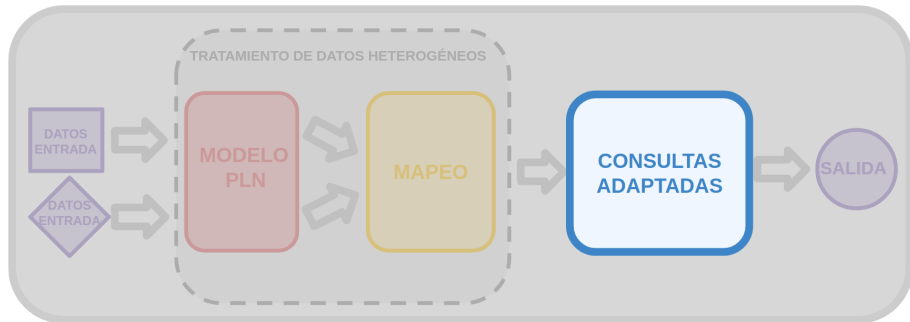 TRATAMIENTO DE DATOS HETEROGÉNEOS
DATOS
ENTRADA
DATOS
ENTRADA
MODELO
PLN
MAPEO
CONSULTAS
ADAPTADAS
SALIDA